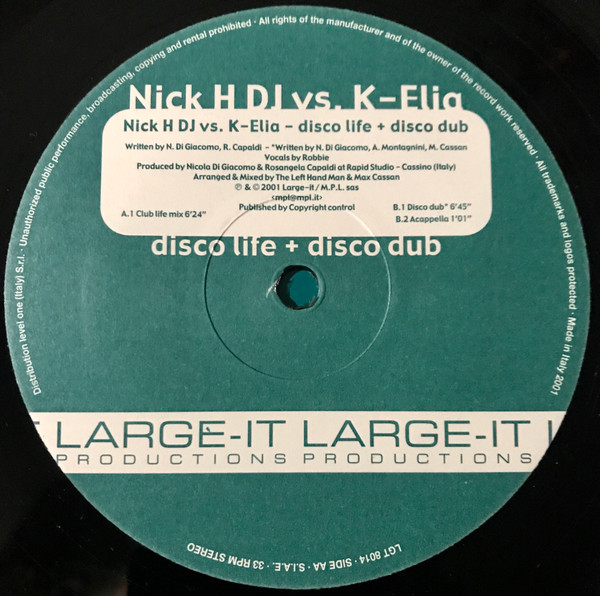 Distribution level one (Italy) S.r.l. · Unauthorized public performance, broadcasting, copying and rental prohibited · All rights of the manufacturer and of the owner of the record work reserved. · All trademarks and logos protected · Made in Italy 2001
Nick H DJ vs. K-Elia
Nick H DJ vs. K-Elia - disco life + disco dub
Written by N. Di Giacomo, R. Capaldi - *Written by N. Di Giacomo, A. Montagnini, M. Cassan
Vocals by Robbie
Produced by Nicola Di Giacomo & Rosangela Capaldi at Rapid Studio - Cassino (Italy)
Arranged & Mixed by The Left Hand Man & Max Cassan
℗ & © 2001 Large-it / M.P.L. sas
<mpl@mpl.it>
Published by Copyright control
A.1 Club life mix 6'24"
B.1 Disco dub* 6'45"
B.2 Acappella 1'01"
disco life + disco dub
LARGE-IT LARGE-IT
PRODUCTIONS PRODUCTIONS
LGT 8014 · SIDE AA · S.I.A.E. · 33 RPM STEREO